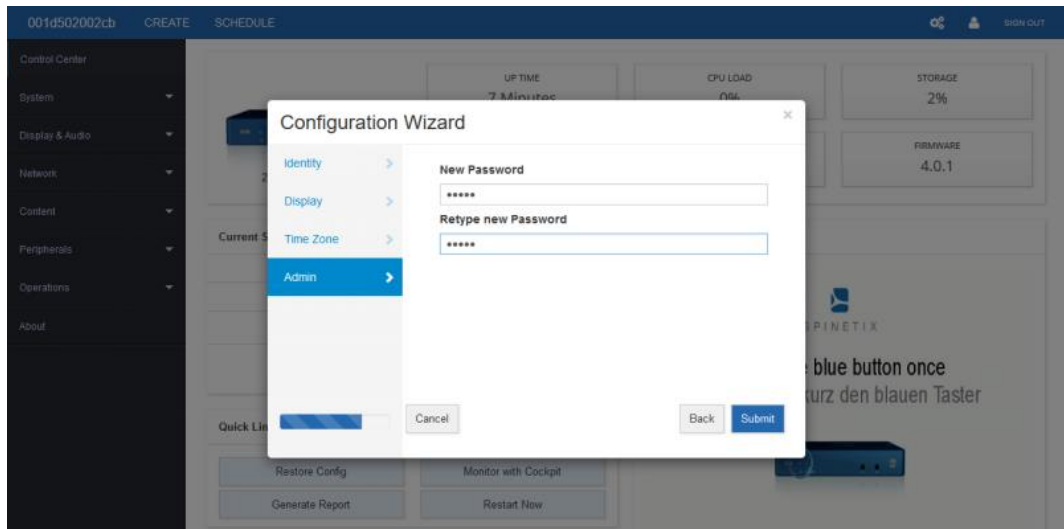 001d502002cb CREATE SCHEDULE SIGN OUT
Control Center
System
Display & Audio
Network
Content
Peripherals
Operations
About
UP TIME
7 Minutes
CPU LOAD
0%
STORAGE
2%
FIRMWARE
4.0.1
Configuration Wizard
×
Identity
Display
Time Zone
Admin
New Password
•••••
Retype new Password
•••••
Cancel
Back
Submit
Current S
Quick Lin
Restore Config
Monitor with Cockpit
Generate Report
Restart Now
PINETIX
blue button once
kurz den blauen Taster